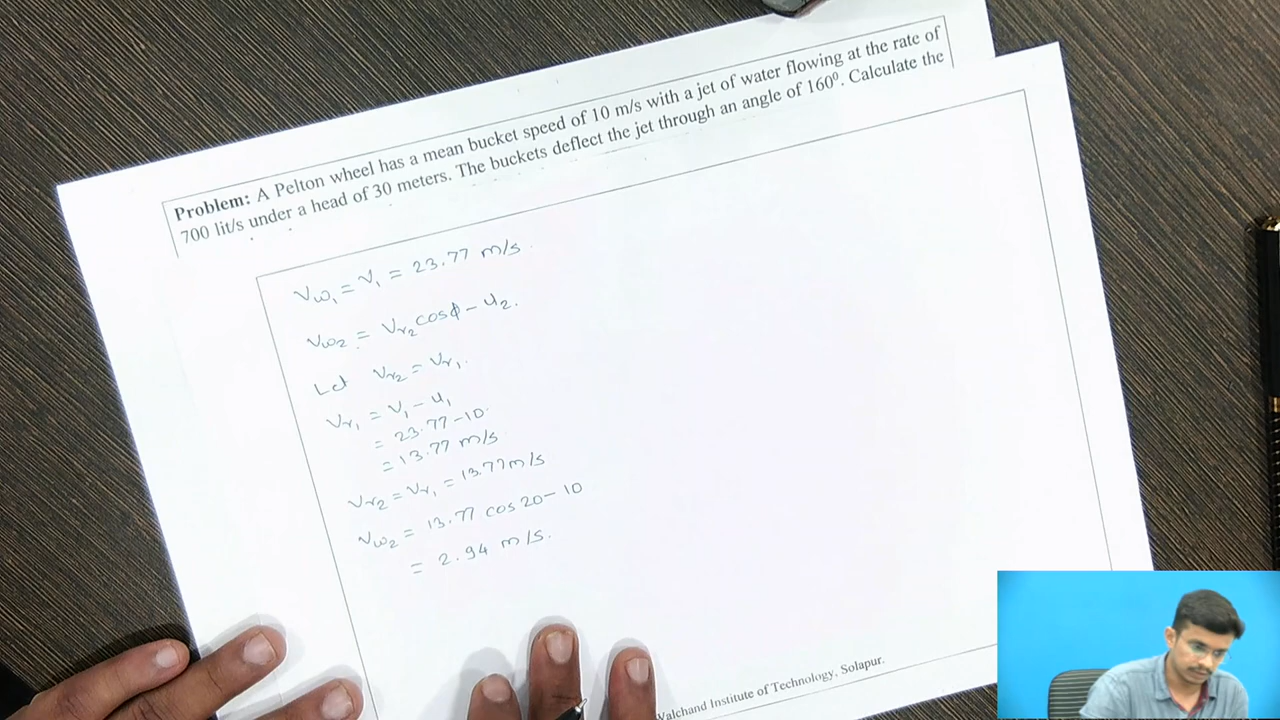 Problem: A Pelton wheel has a mean bucket speed of 10 m/s with a jet of water flowing at the rate of
700 lit/s under a head of 30 meters. The buckets deflect the jet through an angle of 160⁰. Calculate the
Vw₁ = V₁ = 23.77 m/s.
Vw₂ = Vr₂ cosϕ - u₂.
Let Vr₂ = Vr₁.
Vr₁ = V₁ - u₁
= 23.77-10.
= 13.77 m/s
Vr₂ = Vr₁ = 13.77 m/s
Vw₂ = 13.77 cos 20 - 10
= 2.94 m/s.
Walchand Institute of Technology, Solapur.